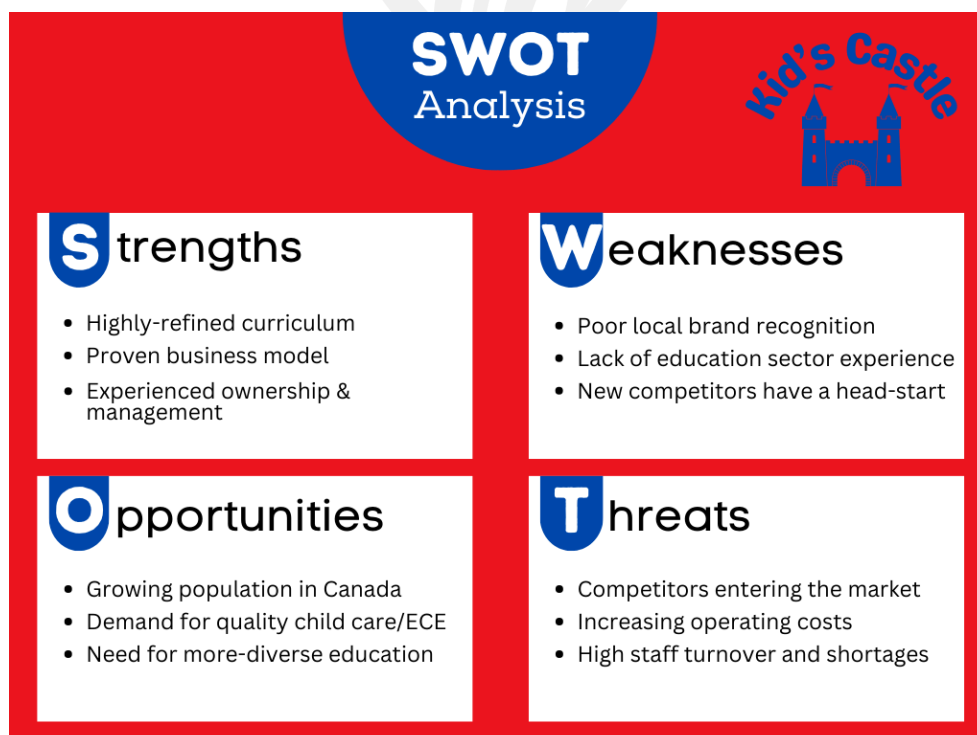 SWOT
Analysis
Kid's Castle
Strengths
• Highly-refined curriculum
• Proven business model
• Experienced ownership &
management
Weaknesses
• Poor local brand recognition
• Lack of education sector experience
• New competitors have a head-start
Opportunities
• Growing population in Canada
• Demand for quality child care/ECE
• Need for more-diverse education
Threats
• Competitors entering the market
• Increasing operating costs
• High staff turnover and shortages